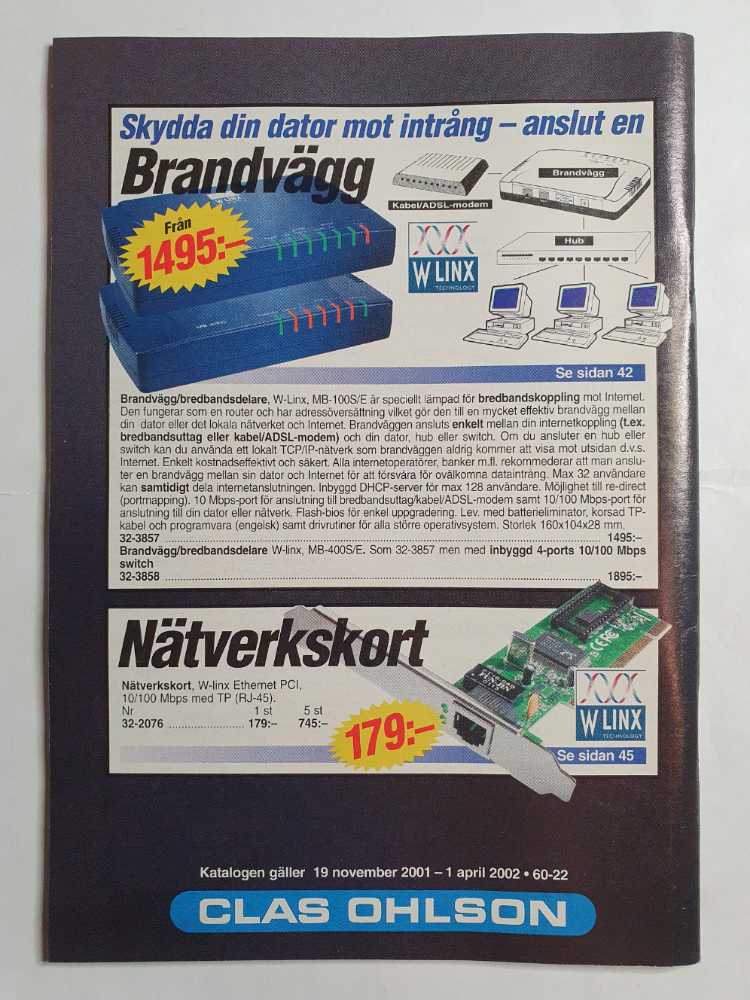 Skydda din dator mot intrång – anslut en
Brandvägg
Från
1495:–
W LINX
Kabel/ADSL-modem
Brandvägg
Hub
W LINX
TECHNOLOGY
Se sidan 42
Brandvägg/bredbandsdelare, W-Linx, MB-100S/E är speciellt lämpad för bredbandskoppling mot Internet.
Den fungerar som en router och har adressöversättning vilket gör den till en mycket effektiv brandvägg mellan
din dator eller det lokala nätverket och Internet. Brandväggen ansluts enkelt mellan din internetkoppling (t.ex.
bredbandsuttag eller kabel/ADSL-modem) och din dator, hub eller switch. Om du ansluter en hub eller
switch kan du använda ett lokalt TCP/IP-nätverk som brandväggen aldrig kommer att visa mot utsidan d.v.s.
Internet. Enkelt kostnadseffektivt och säkert. Alla internetoperatörer, banker m.fl. rekommederar att man anslu-
ter en brandvägg mellan sin dator och Internet för att försvåra för ovälkomna dataintrång. Max 32 användare
kan samtidigt dela internetanslutningen. Inbyggd DHCP-server för max 128 användare. Möjlighet till re-direct
(portmapping). 10 Mbps-port för anslutning till bredbandsuttag/kabel/ADSL-modem samt 10/100 Mbps-port för
anslutning till din dator eller nätverk. Flash-bios för enkel uppgradering. Lev. med batterieliminator, korsad TP-
kabel och programvara (engelsk) samt drivrutiner för alla större operativsystem. Storlek 160x104x28 mm.
32-3857 1495:–
Brandvägg/bredbandsdelare W-linx, MB-400S/E. Som 32-3857 men med inbyggd 4-ports 10/100 Mbps
switch
32-3858 1895:–
Nätverkskort
Nätverkskort, W-linx Ethernet PCI,
10/100 Mbps med TP (RJ-45).
Nr 1 st 5 st
32-2076 179:– 745:–
179:–
W LINX
TECHNOLOGY
Se sidan 45
Katalogen gäller 19 november 2001 – 1 april 2002 • 60-22
CLAS OHLSON